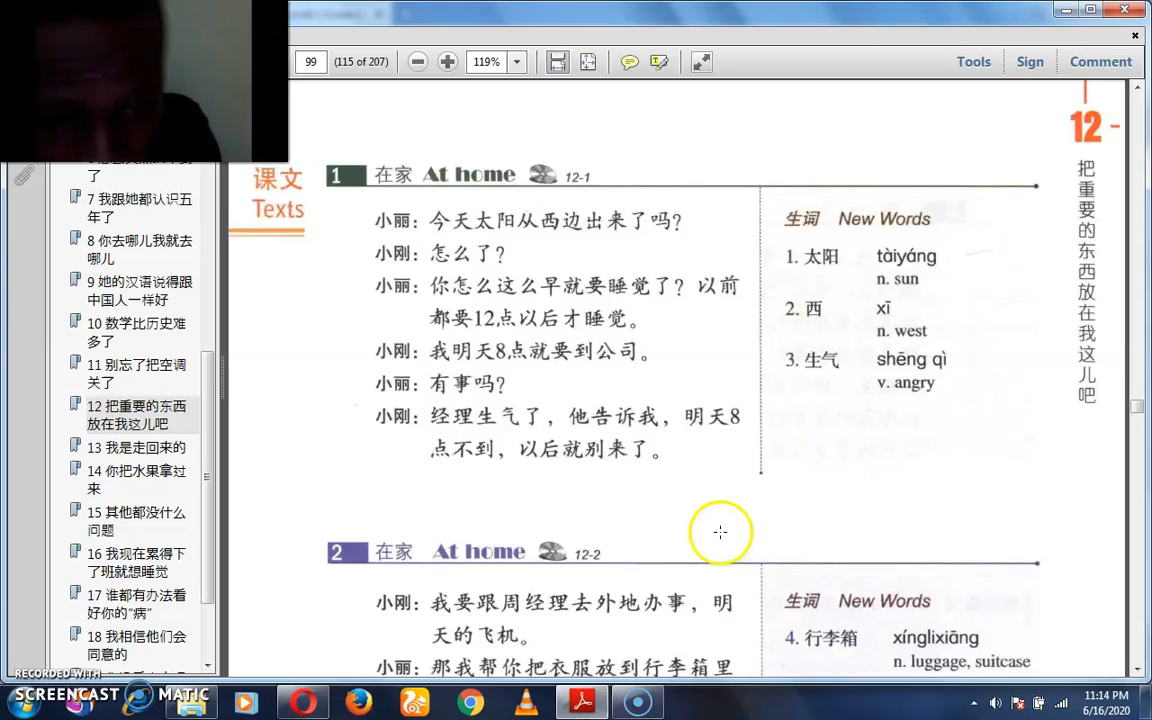 99
(115 of 207)
119%
Tools
Sign
Comment
了
7 我跟她都认识五
年了
8 你去哪儿我就去
哪儿
9 她的汉语说得跟
中国人一样好
10 数学比历史难
多了
11 别忘了把空调
关了
12 把重要的东西
放在我这儿吧
13 我是走回来的
14 你把水果拿过
来
15 其他都没什么
问题
16 我现在累得下
了班就想睡觉
17 谁都有办法看
好你的“病”
18 我相信他们会
同意的
课文
Texts
1 在家 At home 12-1
小丽: 今天太阳从西边出来了吗?
小刚: 怎么了?
小丽: 你怎么这么早就要睡觉了? 以前
都要12点以后才睡觉。
小刚: 我明天8点就要到公司。
小丽: 有事吗?
小刚: 经理生气了, 他告诉我, 明天8
点不到, 以后就别来了。
生词 New Words
1. 太阳 tàiyáng
n. sun
2. 西 xī
n. west
3. 生气 shēng qì
v. angry
2 在家 At home 12-2
小刚: 我要跟周经理去外地办事, 明
天的飞机。
小丽: 那我帮你把衣服放到行李箱里
生词 New Words
4. 行李箱 xínglixiāng
n. luggage, suitcase
12
把重要的东西放在我这儿吧
RECORDED WITH
SCREENCAST MATIC
11:14 PM
6/16/2020